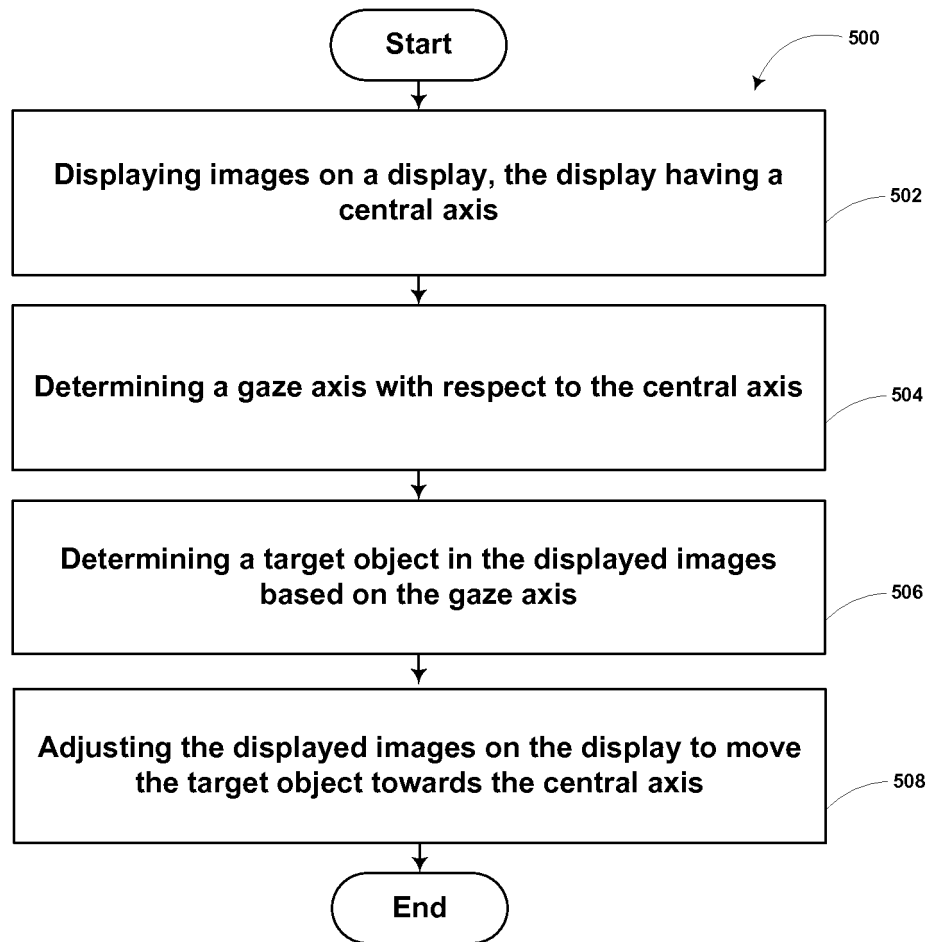 Start
500
Displaying images on a display, the display having a
central axis
502
Determining a gaze axis with respect to the central axis
504
Determining a target object in the displayed images
based on the gaze axis
506
Adjusting the displayed images on the display to move
the target object towards the central axis
508
End